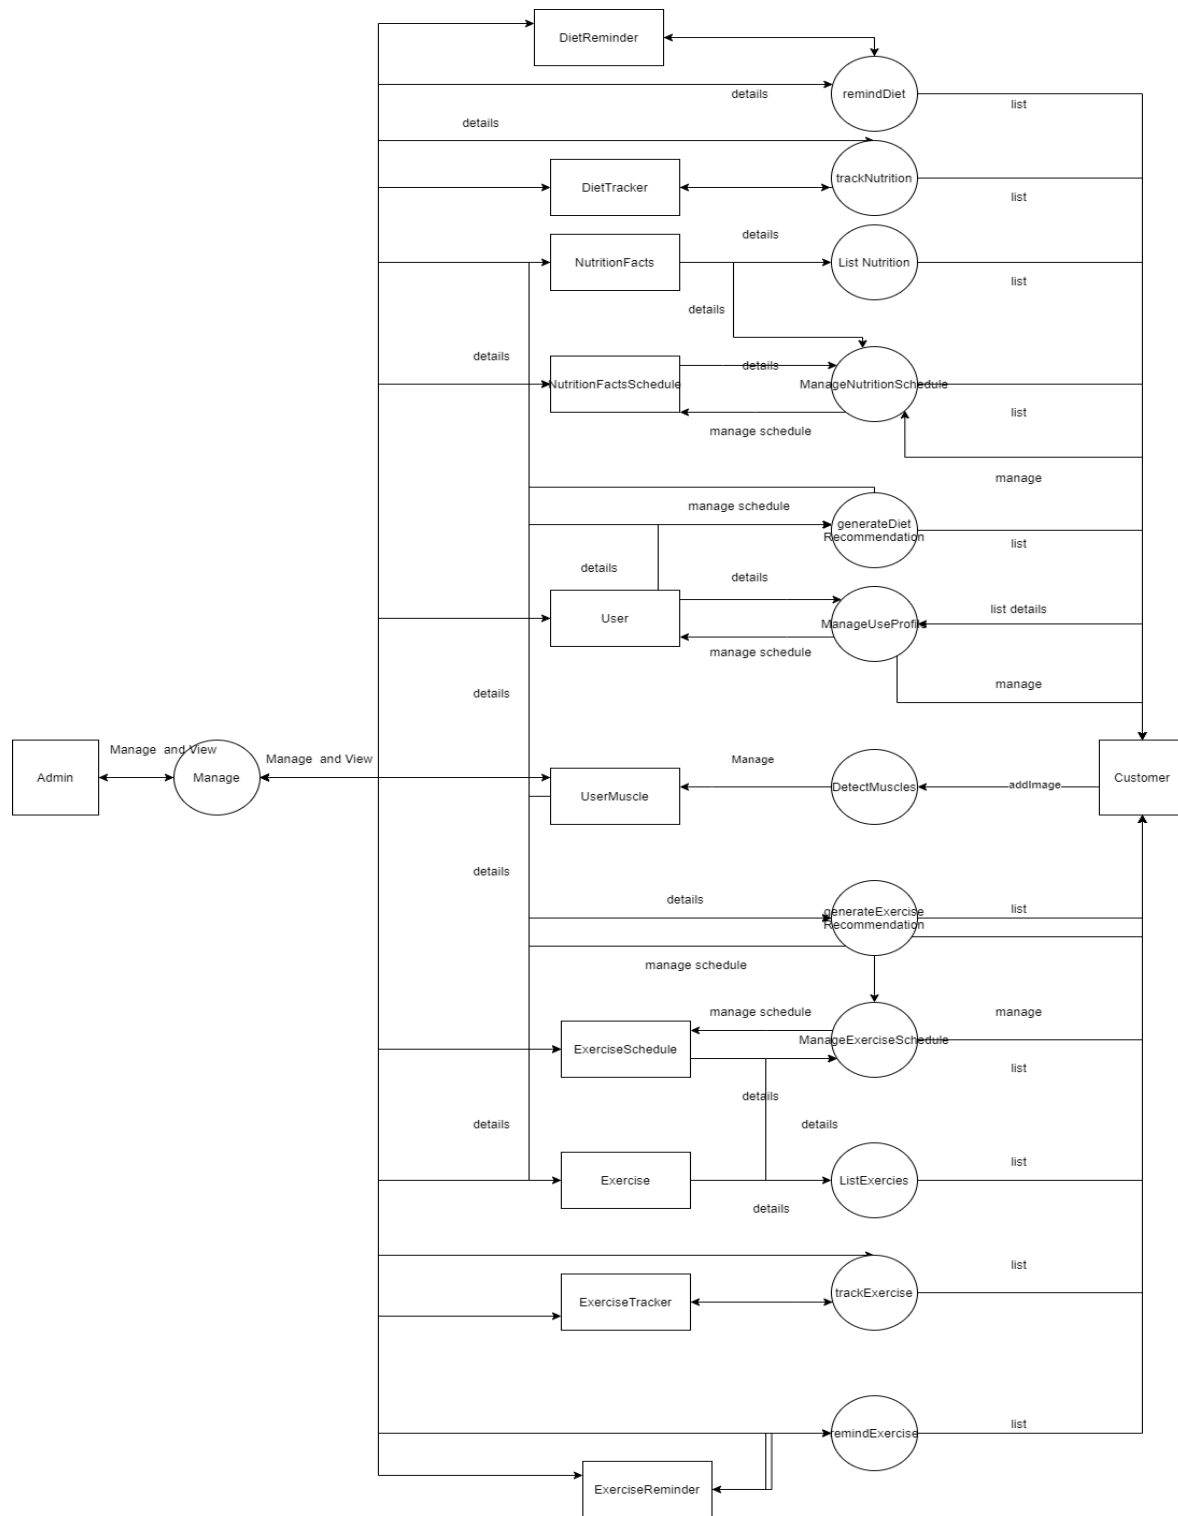 DietReminder
remindDiet
details
list
details
trackNutrition
DietTracker
list
details
NutritionFacts
List Nutrition
list
details
details
details
NutritionFactsSchedule
ManageNutritionSchedule
list
manage schedule
manage
manage schedule
generateDiet
Recommendation
list
details
details
list details
User
ManageUseProfile
manage schedule
manage
details
Manage and View
Manage and View
Manage
Admin
Manage
Customer
addImage
DetectMuscles
UserMuscle
details
details
generateExercise
Recommendation
list
manage schedule
manage schedule
manage
ManageExerciseSchedule
ExerciseSchedule
list
details
details
details
list
Exercise
ListExercies
details
list
trackExercise
ExerciseTracker
list
remindExercise
ExerciseReminder